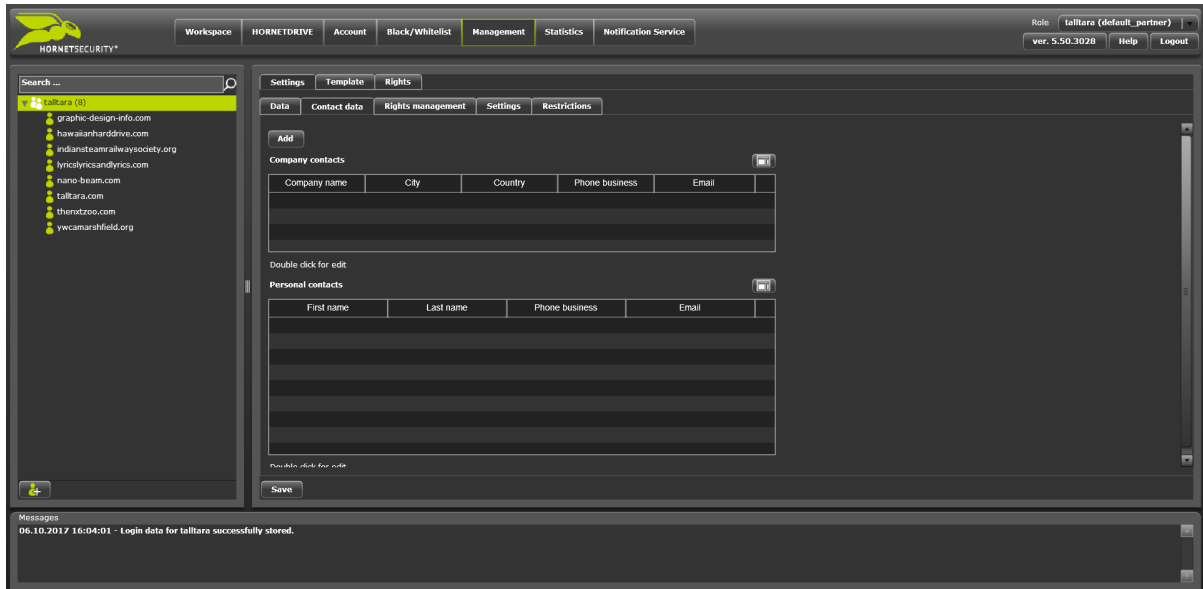 Role talltara (default_partner)
Workspace HORNETDRIVE Account Black/Whitelist Management Statistics Notification Service
ver. 5.50.3028 Help Logout
HORNETSECURITY®
Search ...
talltara (8)
graphic-design-info.com
hawaiianharddrive.com
indiansteamrailwaysociety.org
lyricslyricsandlyrics.com
nano-beam.com
talltara.com
thenxtzoo.com
ywcamarshfield.org
Settings Template Rights
Data Contact data Rights management Settings Restrictions
Add
Company contacts
Company name City Country Phone business Email
Double click for edit
Personal contacts
First name Last name Phone business Email
Double click for edit
Save
Messages
06.10.2017 16:04:01 - Login data for talltara successfully stored.